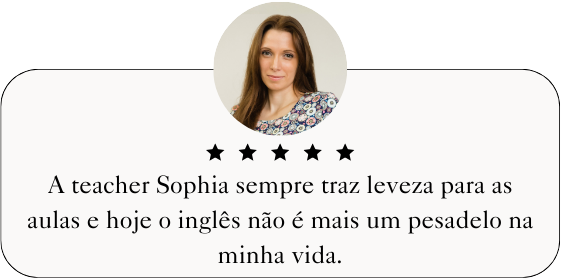 A teacher Sophia sempre traz leveza para as
aulas e hoje o inglês não é mais um pesadelo na
minha vida.